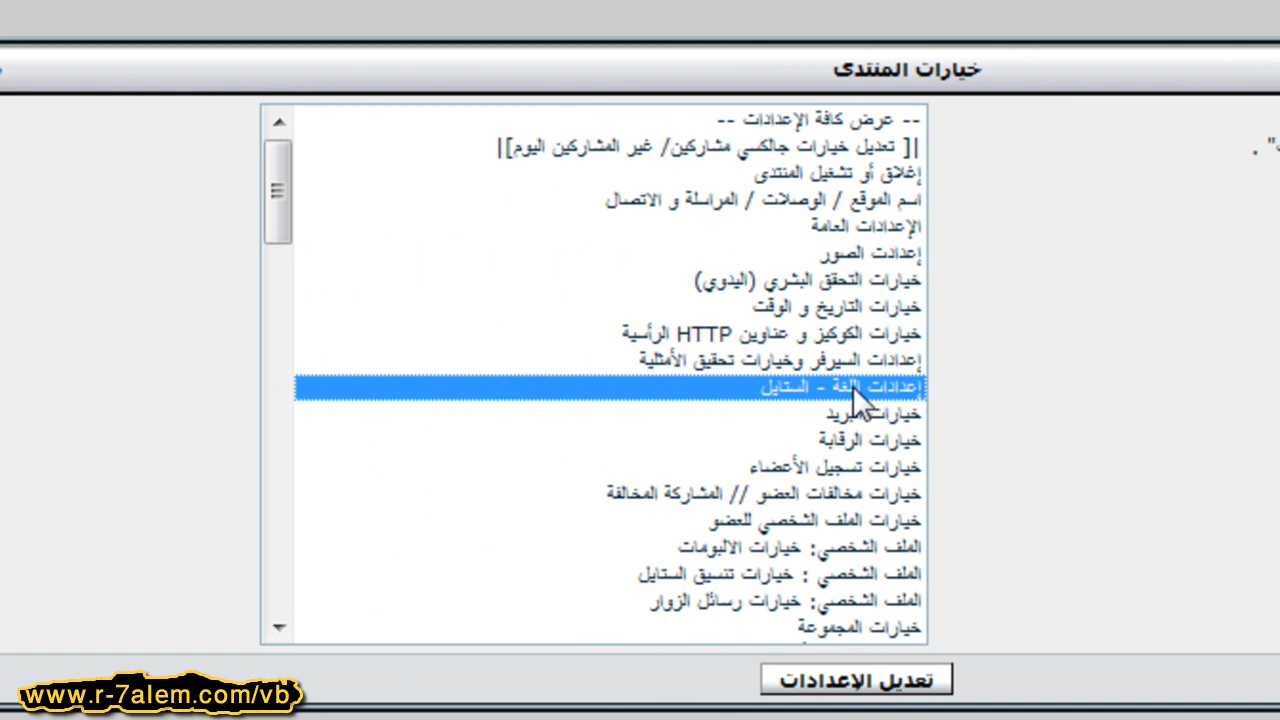 خيارات المنتدى
-- عرض كافة الإعدادات --
|[ تعديل خيارات جالكسي مشاركين/ غير المشاركين اليوم]|
إغلاق أو تشغيل المنتدى
اسم الموقع / الوصلات / المراسلة و الاتصال
الإعدادات العامة
إعدادت الصور
خيارات التحقق البشري (اليدوي)
خيارات التاريخ و الوقت
خيارات الكوكيز و عناوين HTTP الرأسية
إعدادات السيرفر وخيارات تحقيق الأمثلية
إعدادات اللغة - الستايل
خيارات البريد
خيارات الرقابة
خيارات تسجيل الأعضاء
خيارات مخالفات العضو // المشاركة المخالفة
خيارات الملف الشخصي للعضو
الملف الشخصي: خيارات الالبومات
الملف الشخصي : خيارات تنسيق الستايل
الملف الشخصي: خيارات رسائل الزوار
خيارات المجموعة
تعديل الإعدادات
www.r-7alem.com/vb